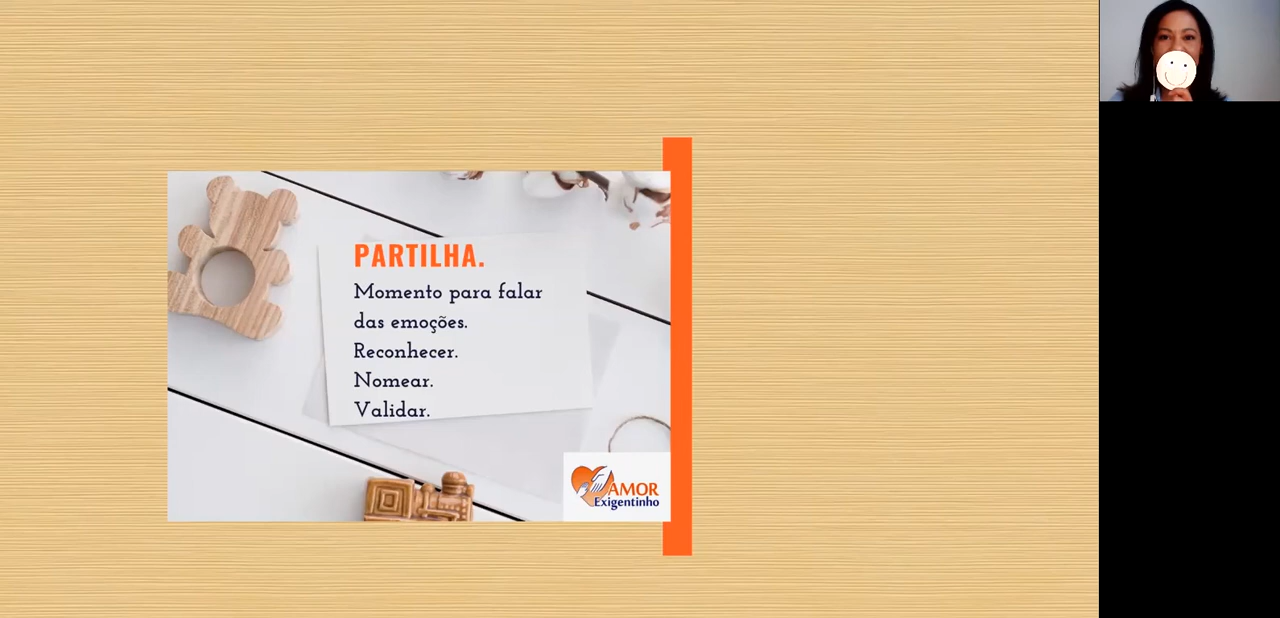 PARTILHA.
Momento para falar
das emoções.
Reconhecer.
Nomear.
Validar.
AMOR
Exigentinho